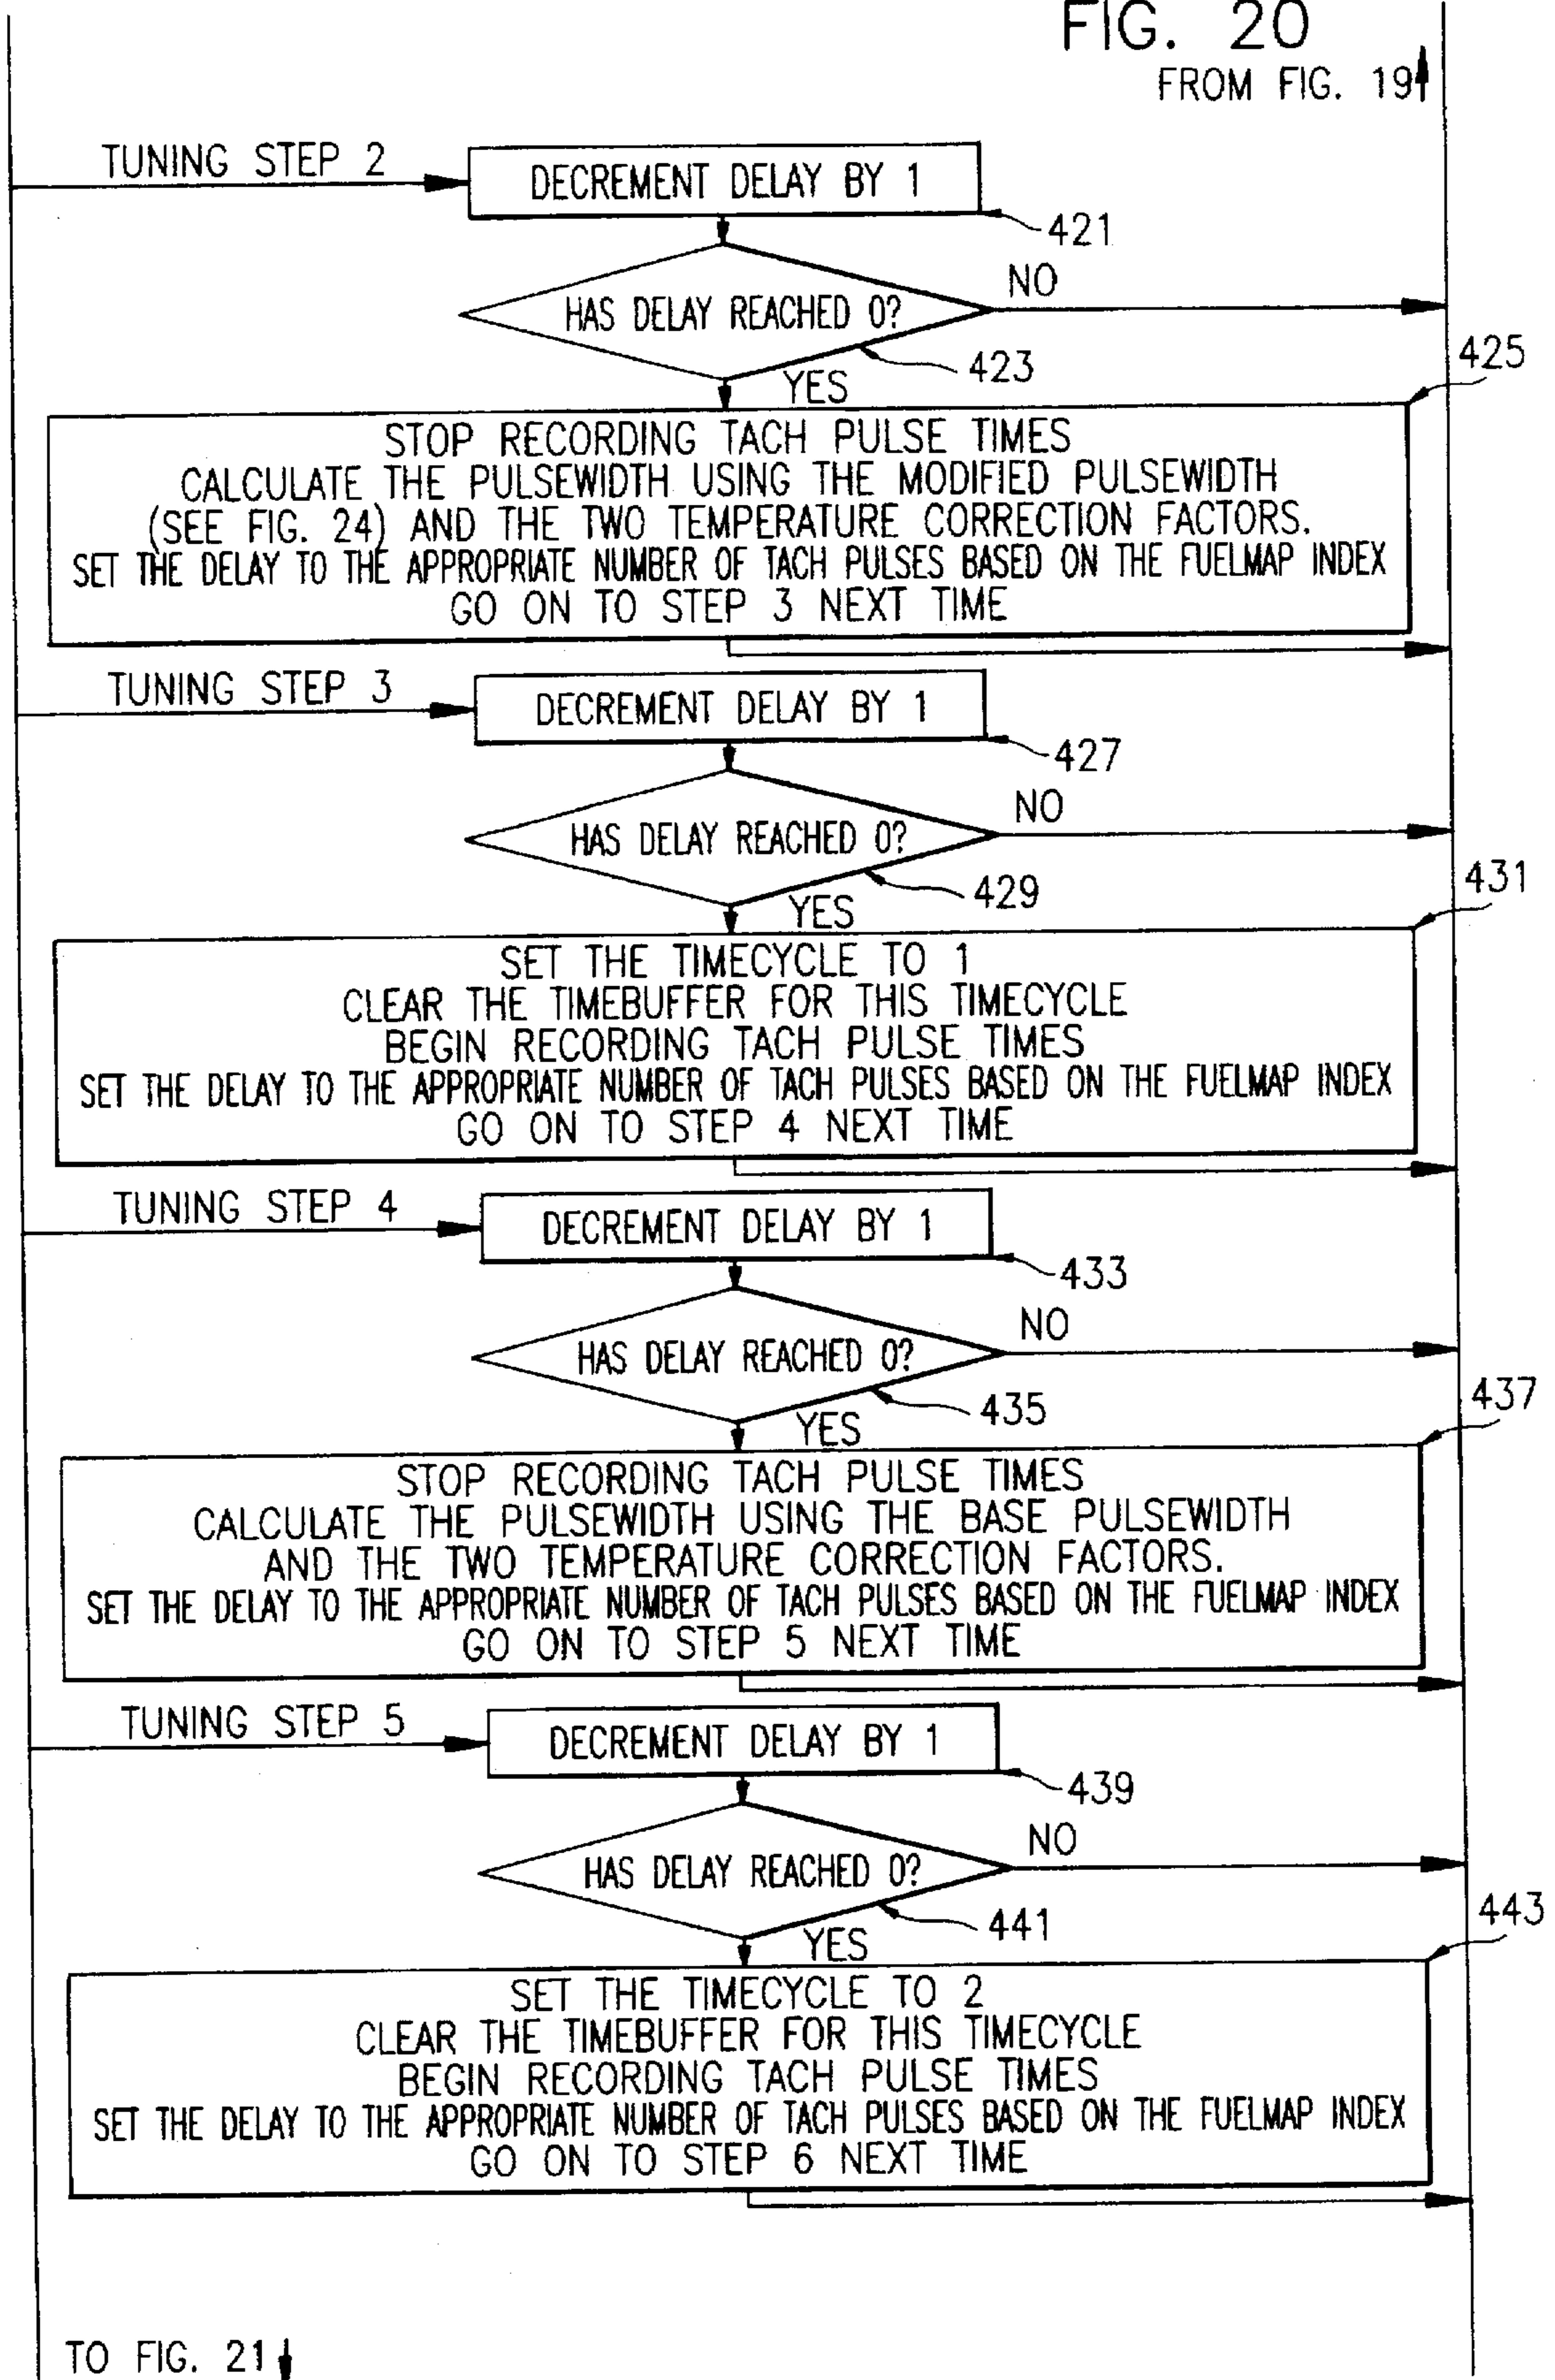 FIG. 20
FROM FIG. 19
TUNING STEP 2
DECREMENT DELAY BY 1
421
HAS DELAY REACHED 0?
NO
423
YES
425
STOP RECORDING TACH PULSE TIMES
CALCULATE THE PULSEWIDTH USING THE MODIFIED PULSEWIDTH
(SEE FIG. 24) AND THE TWO TEMPERATURE CORRECTION FACTORS.
SET THE DELAY TO THE APPROPRIATE NUMBER OF TACH PULSES BASED ON THE FUELMAP INDEX
GO ON TO STEP 3 NEXT TIME
TUNING STEP 3
DECREMENT DELAY BY 1
427
HAS DELAY REACHED 0?
NO
429
YES
431
SET THE TIMECYCLE TO 1
CLEAR THE TIMEBUFFER FOR THIS TIMECYCLE
BEGIN RECORDING TACH PULSE TIMES
SET THE DELAY TO THE APPROPRIATE NUMBER OF TACH PULSES BASED ON THE FUELMAP INDEX
GO ON TO STEP 4 NEXT TIME
TUNING STEP 4
DECREMENT DELAY BY 1
433
HAS DELAY REACHED 0?
NO
435
YES
437
STOP RECORDING TACH PULSE TIMES
CALCULATE THE PULSEWIDTH USING THE BASE PULSEWIDTH
AND THE TWO TEMPERATURE CORRECTION FACTORS.
SET THE DELAY TO THE APPROPRIATE NUMBER OF TACH PULSES BASED ON THE FUELMAP INDEX
GO ON TO STEP 5 NEXT TIME
TUNING STEP 5
DECREMENT DELAY BY 1
439
HAS DELAY REACHED 0?
NO
441
YES
443
SET THE TIMECYCLE TO 2
CLEAR THE TIMEBUFFER FOR THIS TIMECYCLE
BEGIN RECORDING TACH PULSE TIMES
SET THE DELAY TO THE APPROPRIATE NUMBER OF TACH PULSES BASED ON THE FUELMAP INDEX
GO ON TO STEP 6 NEXT TIME
TO FIG. 21